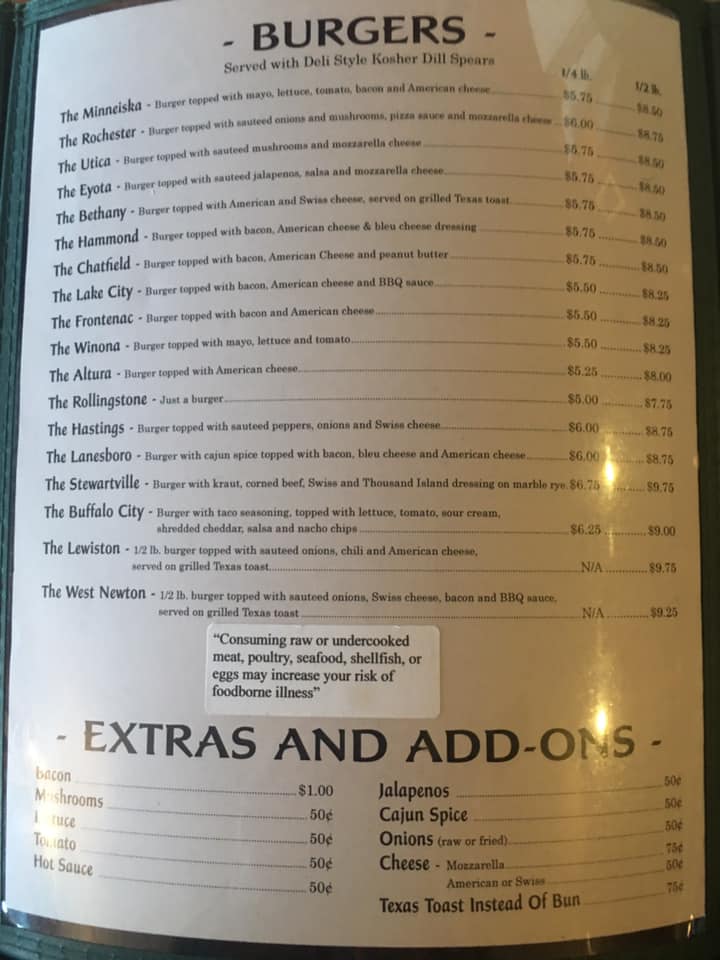 - BURGERS -
Served with Deli Style Kosher Dill Spears
1/4 lb. 1/2 lb.
The Minneiska - Burger topped with mayo, lettuce, tomato, bacon and American cheese $5.75 $8.50
The Rochester - Burger topped with sauteed onions and mushrooms, pizza sauce and mozzarella cheese $6.00 $8.75
The Utica - Burger topped with sauteed mushrooms and mozzarella cheese $5.75 $8.50
The Eyota - Burger topped with sauteed jalapenos, salsa and mozzarella cheese $5.75 $8.50
The Bethany - Burger topped with American and Swiss cheese, served on grilled Texas toast $5.75 $8.50
The Hammond - Burger topped with bacon, American cheese & bleu cheese dressing $5.75 $8.50
The Chatfield - Burger topped with bacon, American Cheese and peanut butter $5.75 $8.50
The Lake City - Burger topped with bacon, American cheese and BBQ sauce $5.50 $8.25
The Frontenac - Burger topped with bacon and American cheese $5.50 $8.25
The Winona - Burger topped with mayo, lettuce and tomato $5.50 $8.25
The Altura - Burger topped with American cheese $5.25 $8.00
The Rollingstone - Just a burger $5.00 $7.75
The Hastings - Burger topped with sauteed peppers, onions and Swiss cheese $6.00 $8.75
The Lanesboro - Burger with cajun spice topped with bacon, bleu cheese and American cheese $6.00 $8.75
The Stewartville - Burger with kraut, corned beef, Swiss and Thousand Island dressing on marble rye $6.75 $9.75
The Buffalo City - Burger with taco seasoning, topped with lettuce, tomato, sour cream,
shredded cheddar, salsa and nacho chips $6.25 $9.00
The Lewiston - 1/2 lb. burger topped with sauteed onions, chili and American cheese,
served on grilled Texas toast N/A $9.75
The West Newton - 1/2 lb. burger topped with sauteed onions, Swiss cheese, bacon and BBQ sauce,
served on grilled Texas toast N/A $9.25
"Consuming raw or undercooked
meat, poultry, seafood, shellfish, or
eggs may increase your risk of
foodborne illness"
- EXTRAS AND ADD-ONS -
Bacon $1.00
Mushrooms 50¢
Lettuce 50¢
Tomato 50¢
Hot Sauce 50¢
Jalapenos 50¢
Cajun Spice 50¢
Onions (raw or fried) 50¢
Cheese - Mozzarella 75¢
American or Swiss 50¢
Texas Toast Instead Of Bun 75¢